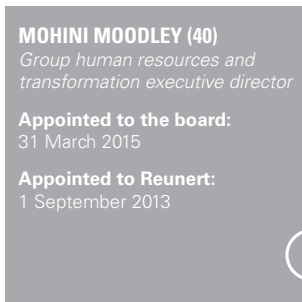 MOHINI MOODLEY (40)
Group human resources and
transformation executive director
Appointed to the board:
31 March 2015
Appointed to Reunert:
1 September 2013